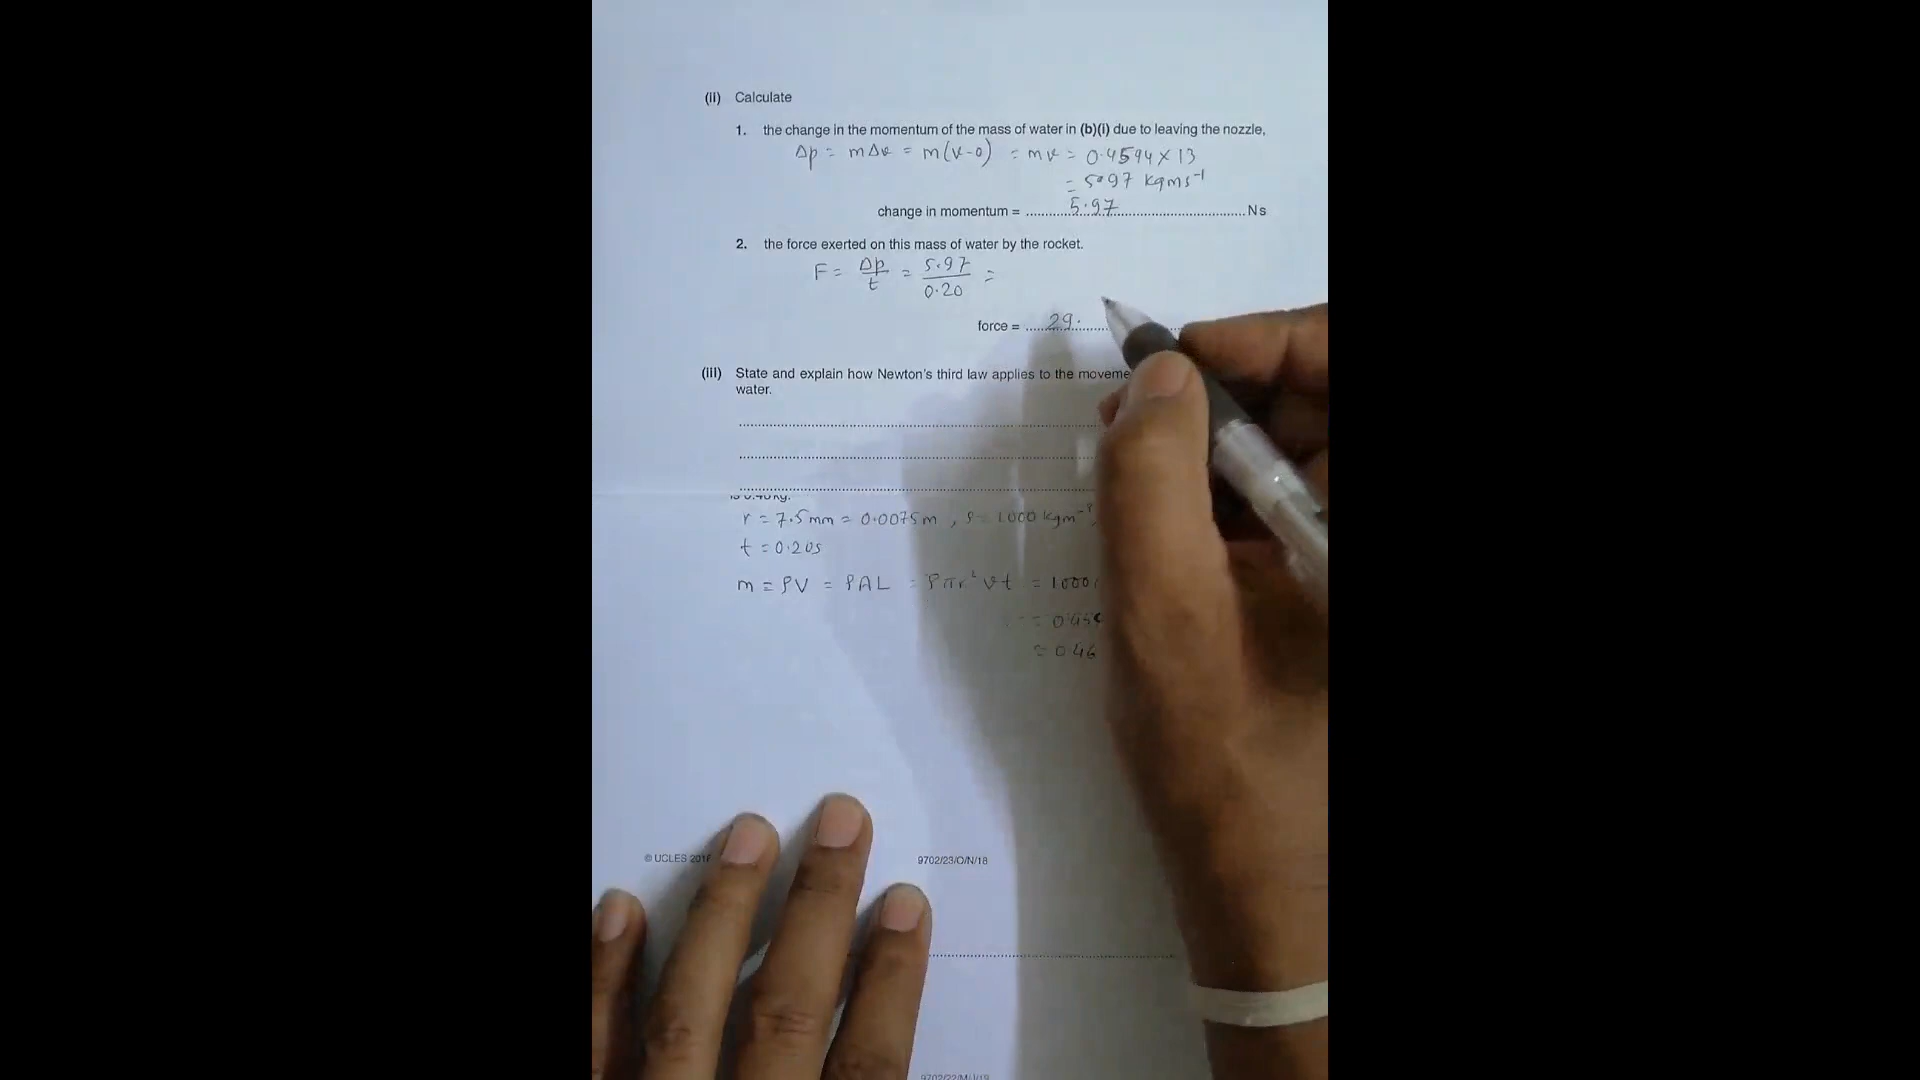 (ii) Calculate
1. the change in the momentum of the mass of water in (b)(i) due to leaving the nozzle,
Δp = mΔv = m(v-0) = mv = 0.4594 × 13
= 5.97 kgms⁻¹
change in momentum = 5.97 Ns
2. the force exerted on this mass of water by the rocket.
F = Δp/t = 5.97/0.20 =
force = 29.
(iii) State and explain how Newton's third law applies to the
water.
r = 7.5mm = 0.0075m , ρ = 1000 kgm⁻³,
t = 0.20s
m = ρV = ρAL = ρπr²vt = 1000
= 0.459
= 0.46
© UCLES
9702/23/O/N/18